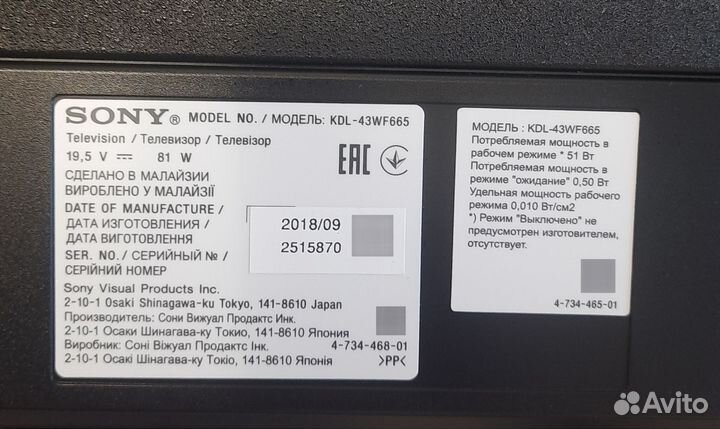 SONY® MODEL NO. / МОДЕЛЬ: KDL-43WF665
Television / Телевизор / Телевізор
19,5 V ⎓ 81 W
EAC
СДЕЛАНО В МАЛАЙЗИИ
ВИРОБЛЕНО У МАЛАЙЗІЇ
DATE OF MANUFACTURE /
ДАТА ИЗГОТОВЛЕНИЯ /
ДАТА ВИГОТОВЛЕННЯ
2018/09
2515870
SER. NO. / СЕРИЙНЫЙ № /
СЕРІЙНИЙ НОМЕР
Sony Visual Products Inc.
2-10-1 Osaki Shinagawa-ku Tokyo, 141-8610 Japan
Производитель: Сони Вижуал Продактс Инк.
2-10-1 Осаки Шинагава-ку Токио, 141-8610 Япония
Виробник: Соні Віжуал Продактс Інк. 4-734-468-01
2-10-1 Осакі Шінагава-ку Токіо, 141-8610 Японія >PP<
МОДЕЛЬ : KDL-43WF665
Потребляемая мощность в
рабочем режиме * 51 Вт
Потребляемая мощность в
режиме "ожидание" 0,50 Вт
Удельная мощность рабочего
режима 0,010 Вт/см2
*) Режим "Выключено" не
предусмотрен изготовителем,
отсутствует.
4-734-465-01
Avito